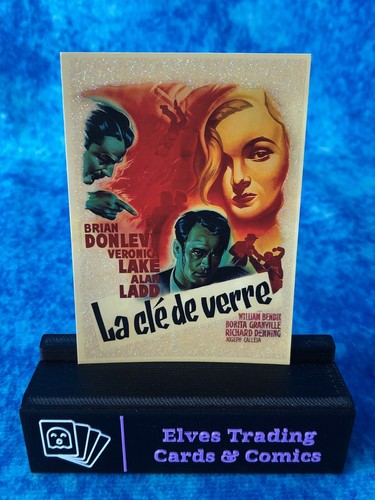 BRIAN
DONLEVY
VERONICA
LAKE
ALAN
LADD
La clé de verre
WILLIAM BENDIX
BONITA GRANVILLE
RICHARD DENNING
JOSEPH CALLEIA
Elves Trading
Cards & Comics